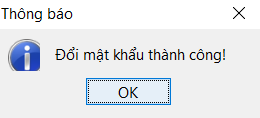 Thông báo
Đổi mật khẩu thành công!
OK